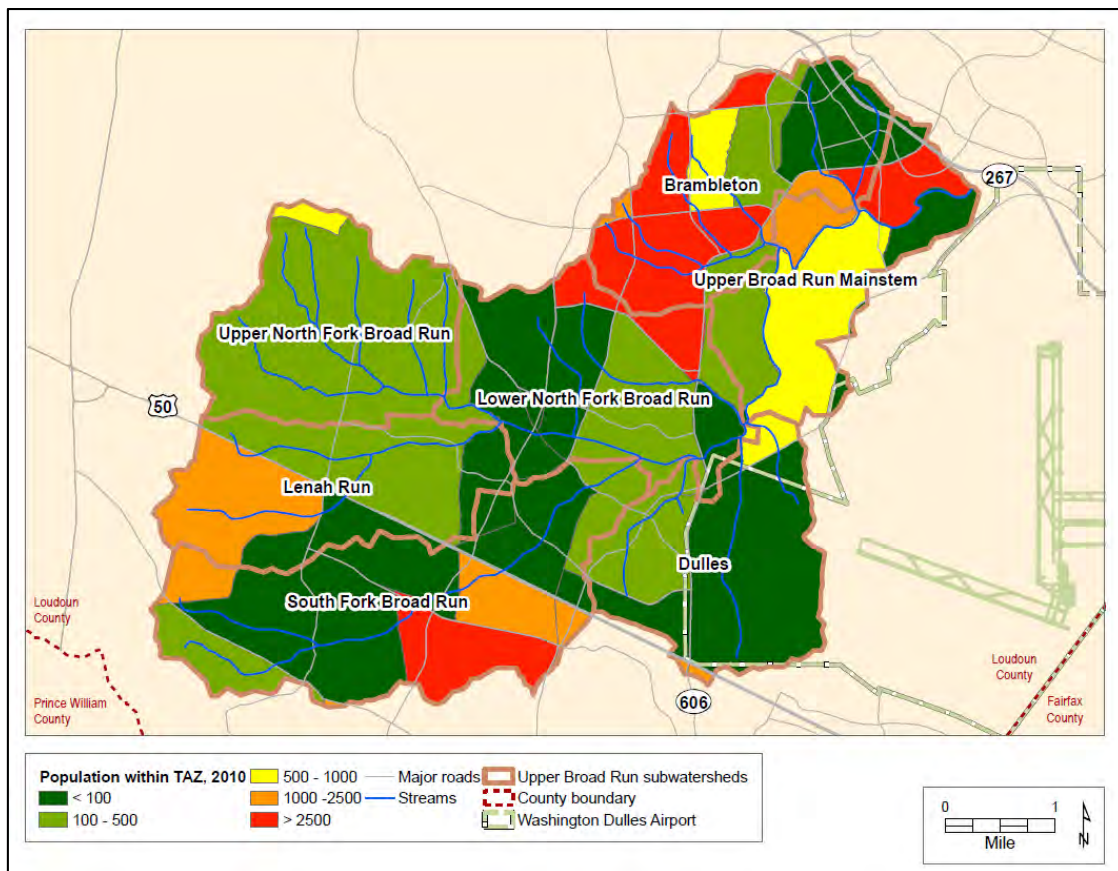 Brambleton
267
Upper Broad Run Mainstem
Upper North Fork Broad Run
Lower North Fork Broad Run
50
Lenah Run
Dulles
South Fork Broad Run
Loudoun
County
Prince William
County
606
Loudoun
County
Fairfax
County
Population within TAZ, 2010
< 100
100 - 500
500 - 1000
1000 -2500
> 2500
Major roads
Streams
Upper Broad Run subwatersheds
County boundary
Washington Dulles Airport
0 1
Mile
N